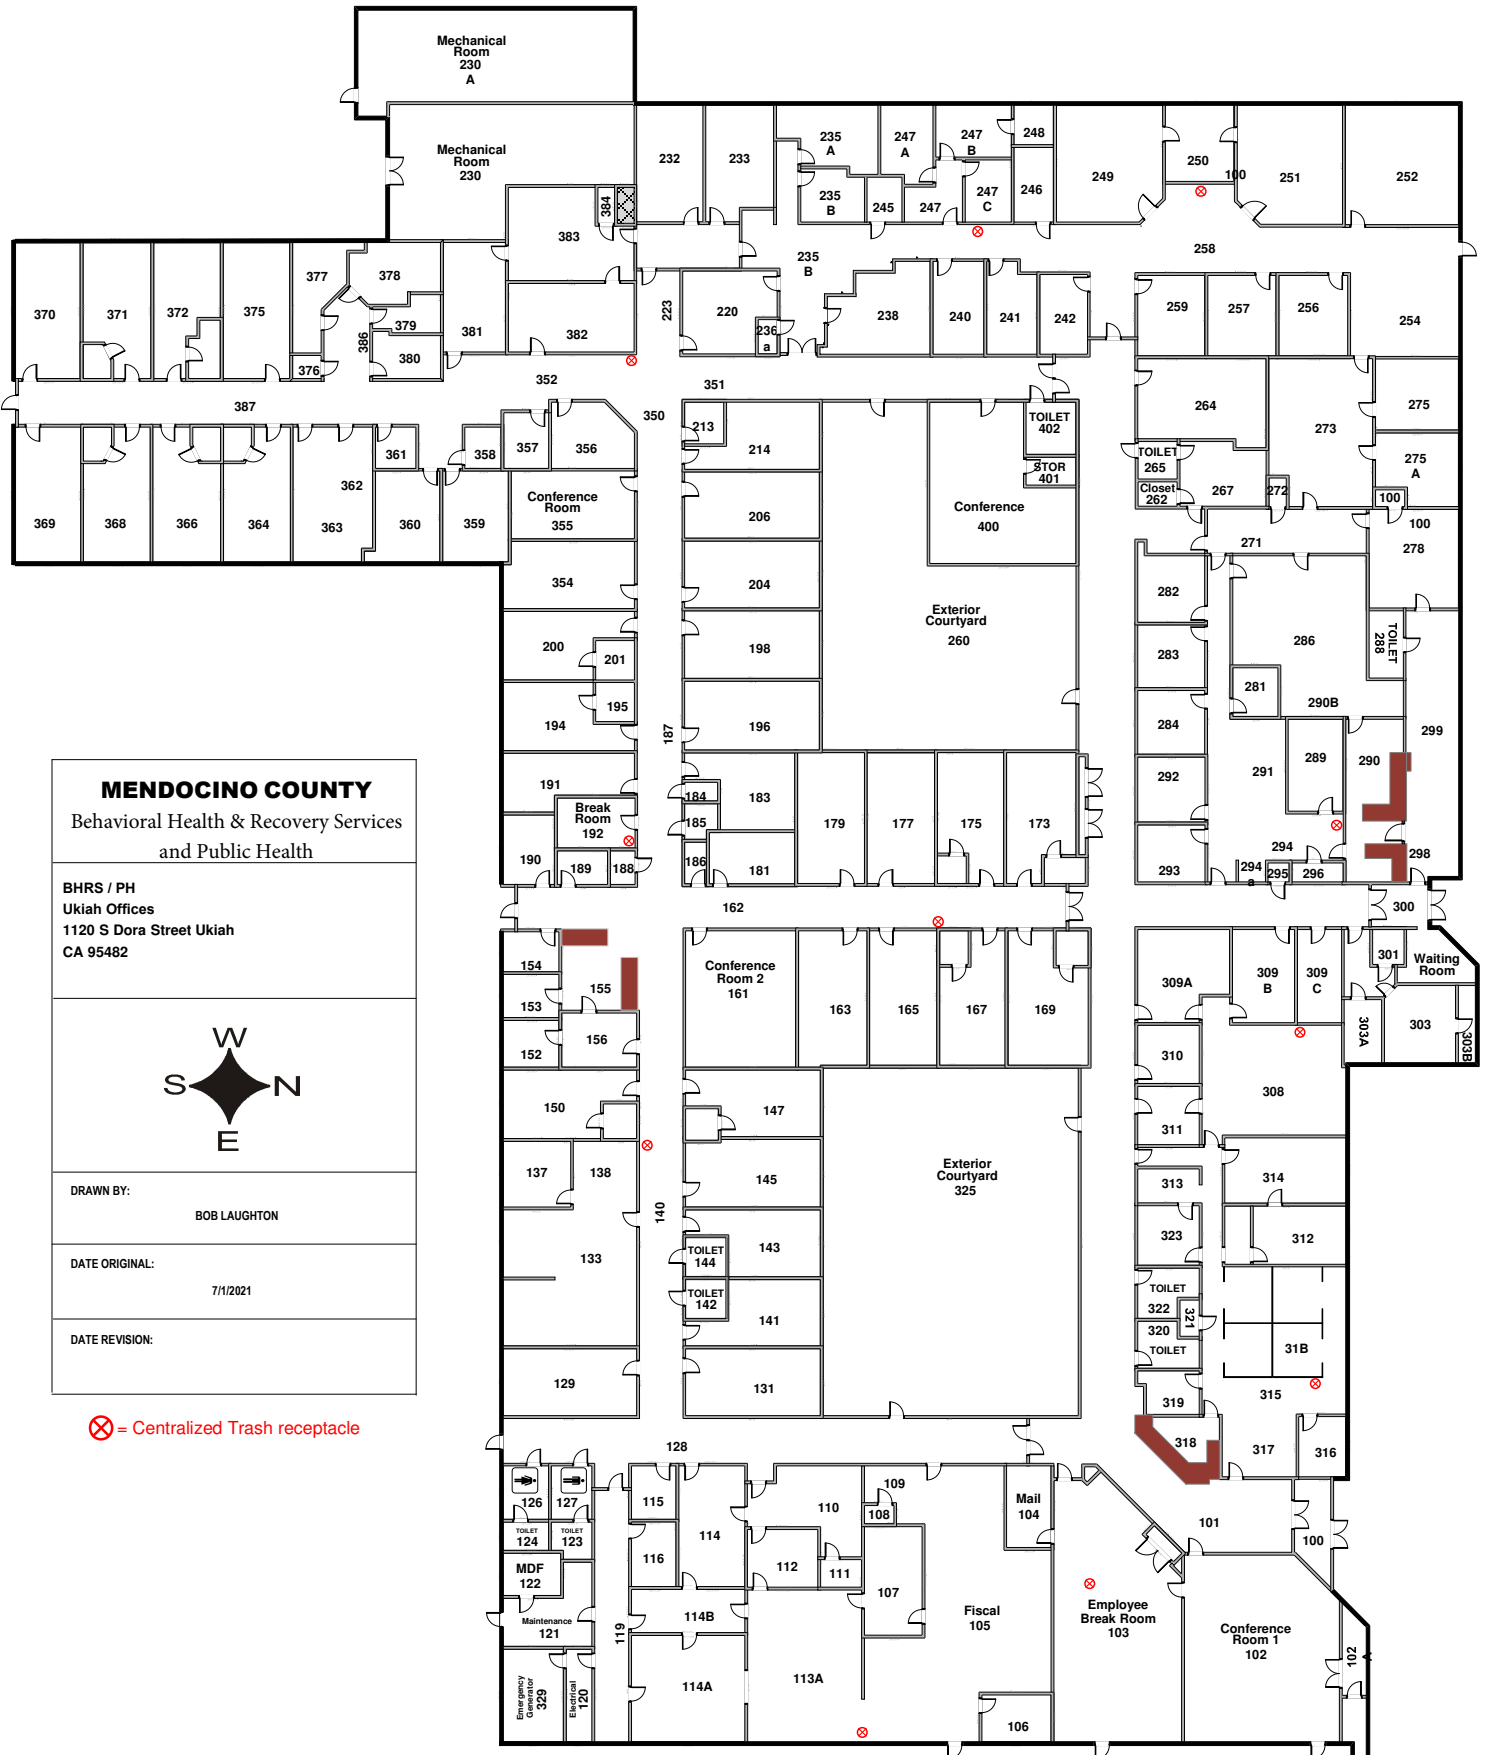 Mechanical
Room
230
A
Mechanical
Room
230
232
233
235
A
247
A
247
B
248
249
250
100
251
252
235
B
245
247
247
C
246
384
383
258
235
B
370
371
372
375
377
378
379
386
380
376
381
382
223
220
236
a
238
240
241
242
259
257
256
254
352
351
387
350
264
273
275
275
A
100
TOILET
265
Closet
262
267
272
369
368
366
364
362
363
361
360
358
359
357
356
Conference
Room
355
213
214
TOILET
402
STOR
401
Conference
400
206
354
204
200
201
198
194
195
196
187
Exterior
Courtyard
260
271
100
278
282
283
284
292
293
286
TOILET
288
281
290B
299
291
289
290
294
294
a
295
296
298
191
Break
Room
192
190
189
188
184
185
186
183
181
179
177
175
173
162
300
MENDOCINO COUNTY
Behavioral Health & Recovery Services
and Public Health
BHRS / PH
Ukiah Offices
1120 S Dora Street Ukiah
CA 95482
W
S
N
E
DRAWN BY:
BOB LAUGHTON
DATE ORIGINAL:
7/1/2021
DATE REVISION:
= Centralized Trash receptacle
154
153
152
155
156
Conference
Room 2
161
163
165
167
169
309A
309
B
309
C
301
Waiting
Room
303A
303
303B
310
311
308
150
147
137
138
145
140
133
143
TOILET
144
TOILET
142
141
129
131
Exterior
Courtyard
325
313
314
323
312
TOILET
322
321
320
TOILET
31B
319
315
318
317
316
128
126
127
TOILET
124
TOILET
123
MDF
122
Maintenance
121
Emergency
Generator
329
Electrical
120
119
115
116
114
114B
114A
110
109
108
112
111
107
113A
Fiscal
105
106
Mail
104
Employee
Break Room
103
101
100
Conference
Room 1
102
102
A